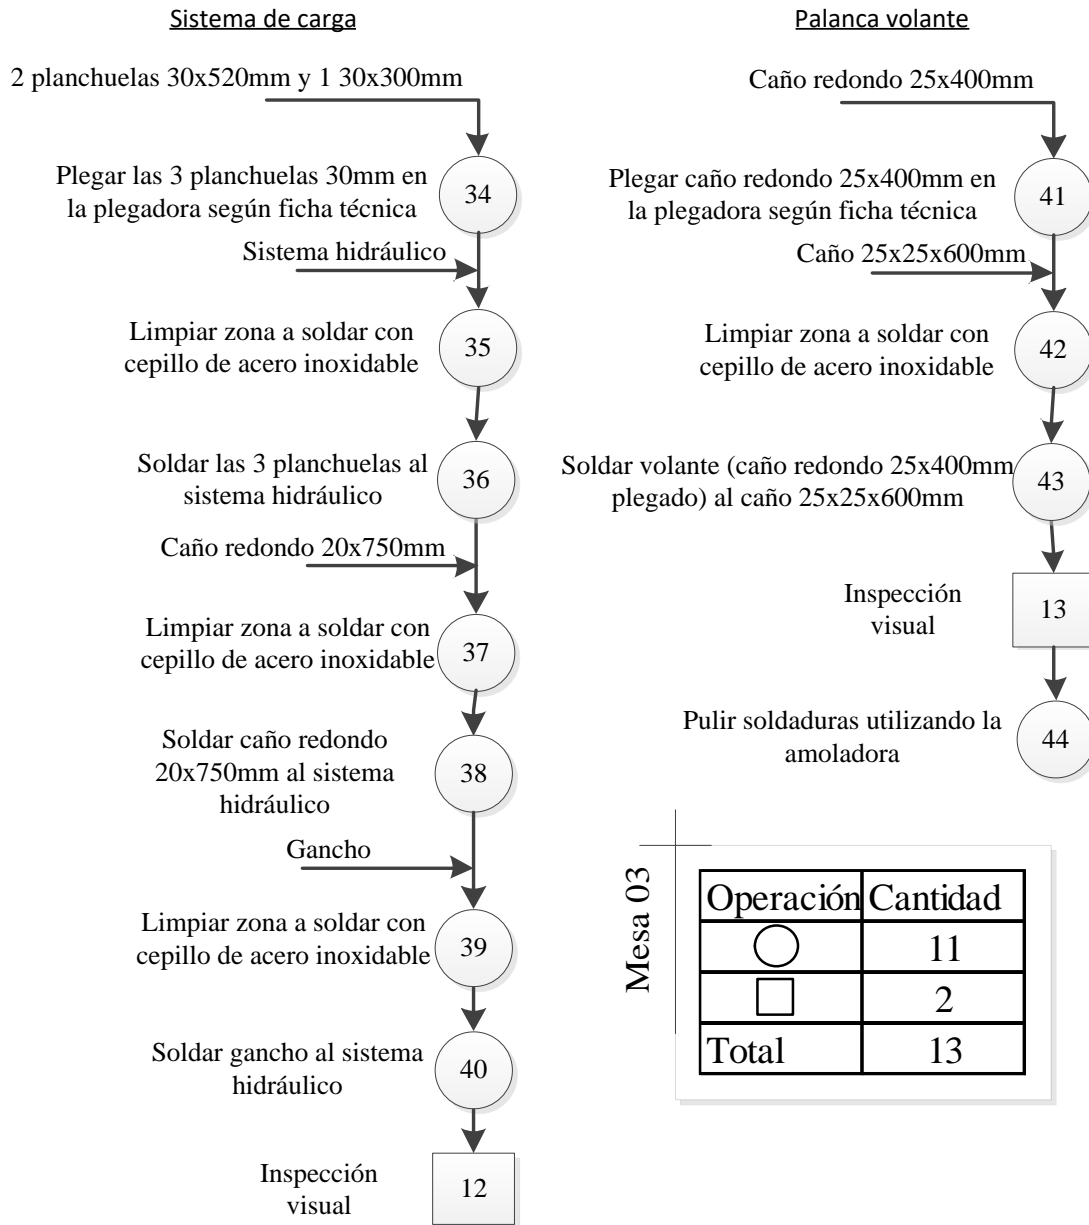 Sistema de carga
2 planchuelas 30x520mm y 1 30x300mm
Plegar las 3 planchuelas 30mm en
la plegadora según ficha técnica
34
Sistema hidráulico
Limpiar zona a soldar con
cepillo de acero inoxidable
35
Soldar las 3 planchuelas al
sistema hidráulico
36
Caño redondo 20x750mm
Limpiar zona a soldar con
cepillo de acero inoxidable
37
Soldar caño redondo
20x750mm al sistema
hidráulico
38
Gancho
Limpiar zona a soldar con
cepillo de acero inoxidable
39
Soldar gancho al sistema
hidráulico
40
Inspección
visual
12
Palanca volante
Caño redondo 25x400mm
Plegar caño redondo 25x400mm en
la plegadora según ficha técnica
41
Caño 25x25x600mm
Limpiar zona a soldar con
cepillo de acero inoxidable
42
Soldar volante (caño redondo 25x400mm
plegado) al caño 25x25x600mm
43
Inspección
visual
13
Pulir soldaduras utilizando la
amoladora
44
Mesa 03
Operación Cantidad
11
2
Total 13